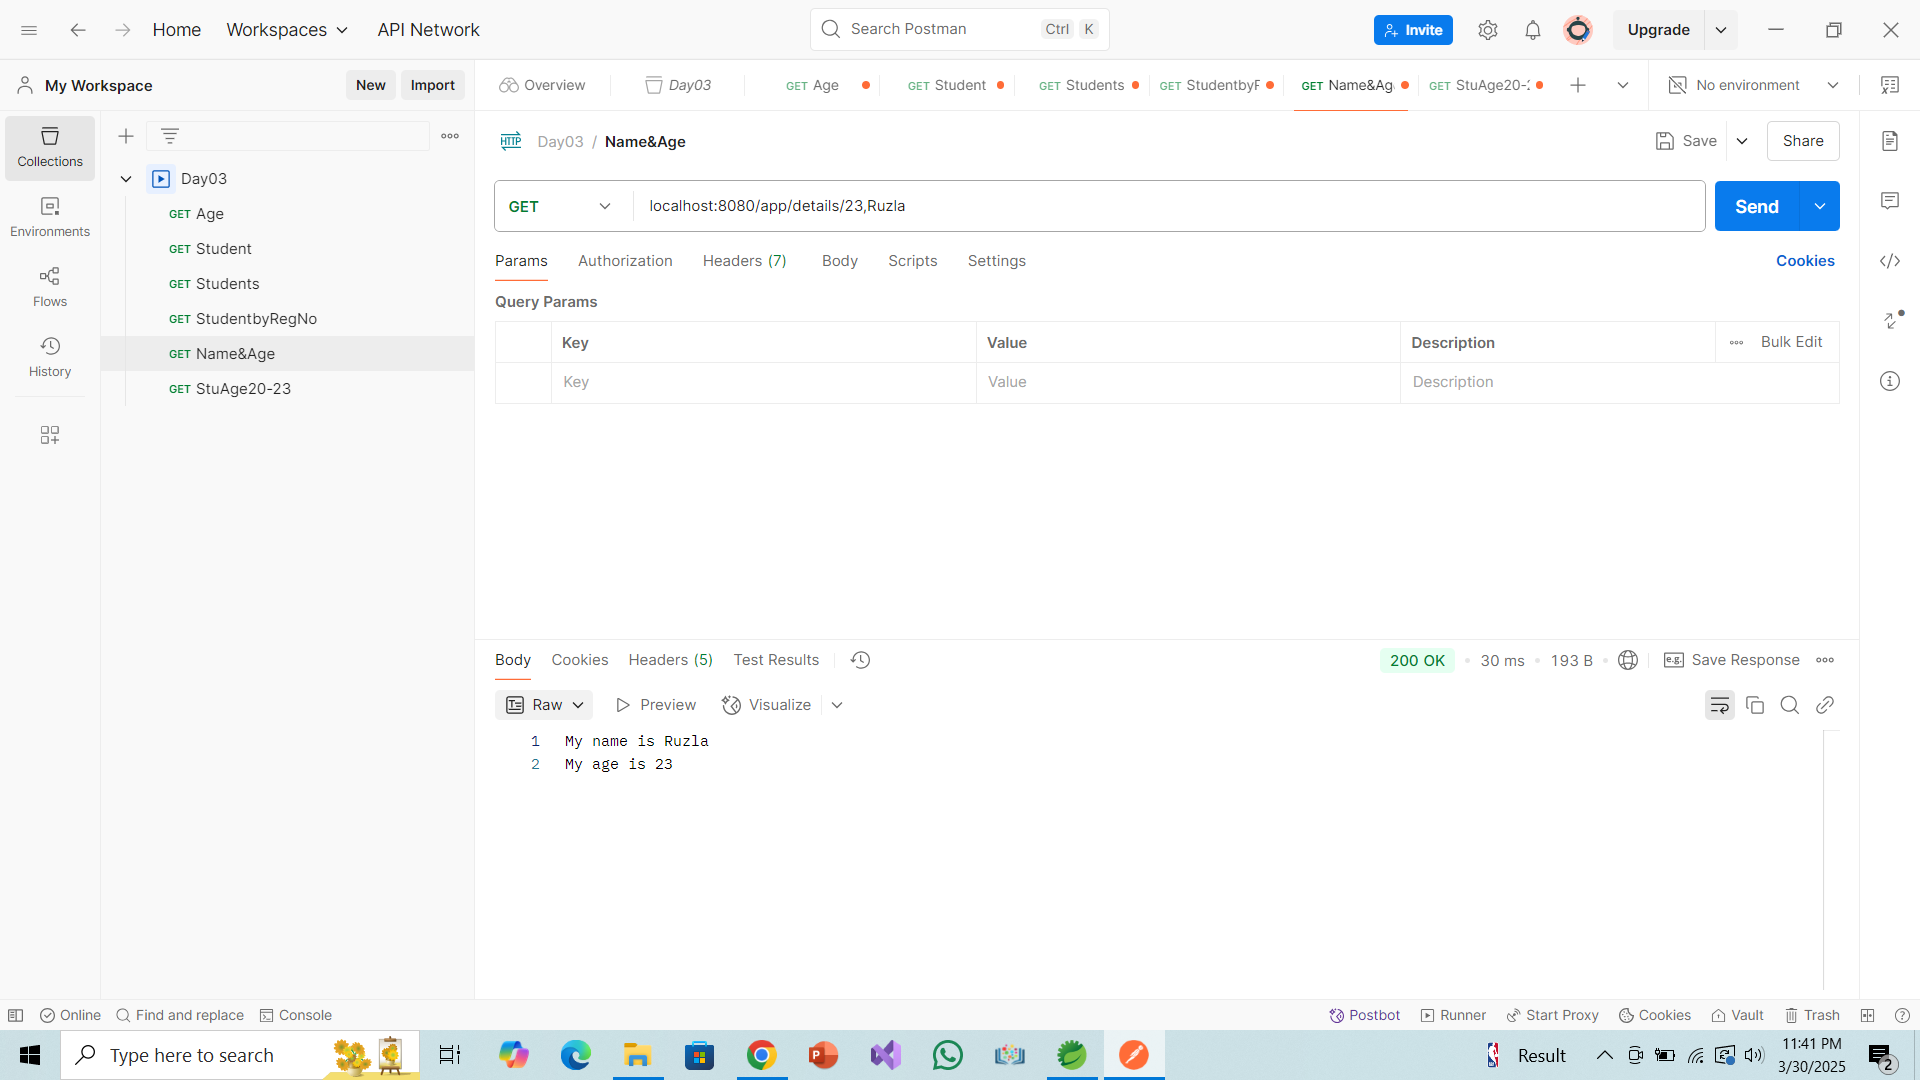 Home Workspaces API Network Search Postman Ctrl K Invite Upgrade
My Workspace New Import Overview Day03 GET Age GET Student GET Students GET StudentbyR GET Name&Ag GET StuAge20-2 No environment
Collections
Environments
Flows
History
Day03
GET Age
GET Student
GET Students
GET StudentbyRegNo
GET Name&Age
GET StuAge20-23
HTTP Day03 / Name&Age Save Share
GET localhost:8080/app/details/23,Ruzla Send
Params Authorization Headers (7) Body Scripts Settings Cookies
Query Params
Key Value Description Bulk Edit
Key Value Description
Body Cookies Headers (5) Test Results 200 OK 30 ms 193 B e.g. Save Response
Raw Preview Visualize
1 My name is Ruzla
2 My age is 23
Online Find and replace Console Postbot Runner Start Proxy Cookies Vault Trash
Type here to search Result 11:41 PM
3/30/2025 2